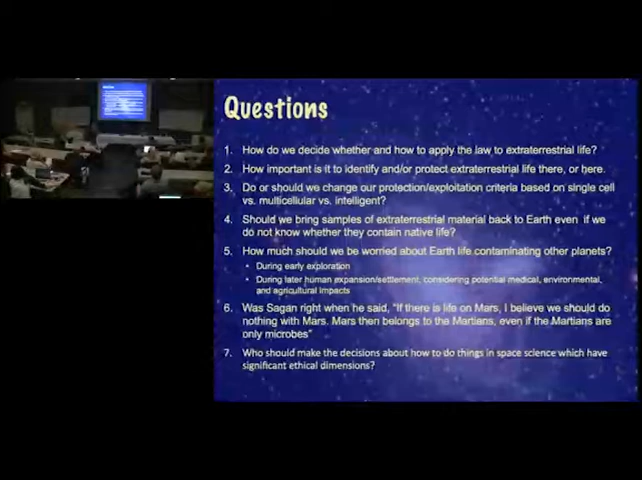 Questions
1. How do we decide whether and how to apply the law to extraterrestrial life?
2. How important is it to identify and/or protect extraterrestrial life there, or here.
3. Do or should we change our protection/exploitation criteria based on single cell
vs. multicellular vs. intelligent?
4. Should we bring samples of extraterrestrial material back to Earth even if we
do not know whether they contain native life?
5. How much should we be worried about Earth life contaminating other planets?
• During early exploration
• During later human expansion/settlement, considering potential medical, environmental,
and agricultural impacts
6. Was Sagan right when he said, "If there is life on Mars, I believe we should do
nothing with Mars. Mars then belongs to the Martians, even if the Martians are
only microbes"
7. Who should make the decisions about how to do things in space science which have
significant ethical dimensions?